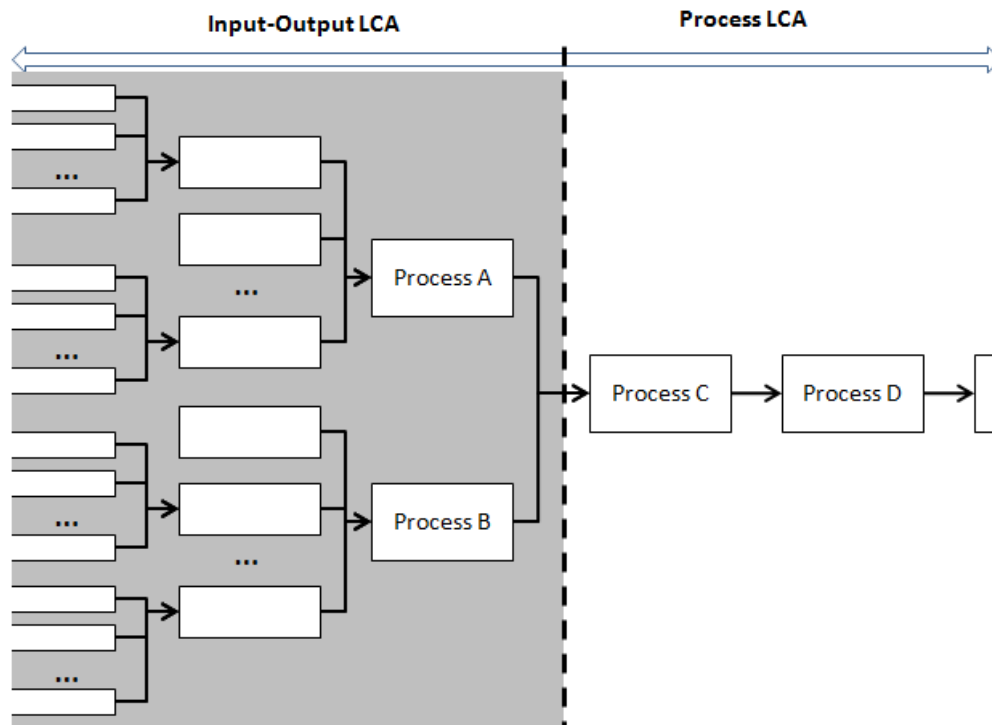 Input-Output LCA
Process LCA
...
...
Process A
...
...
Process C
Process D
...
Process B
...
...